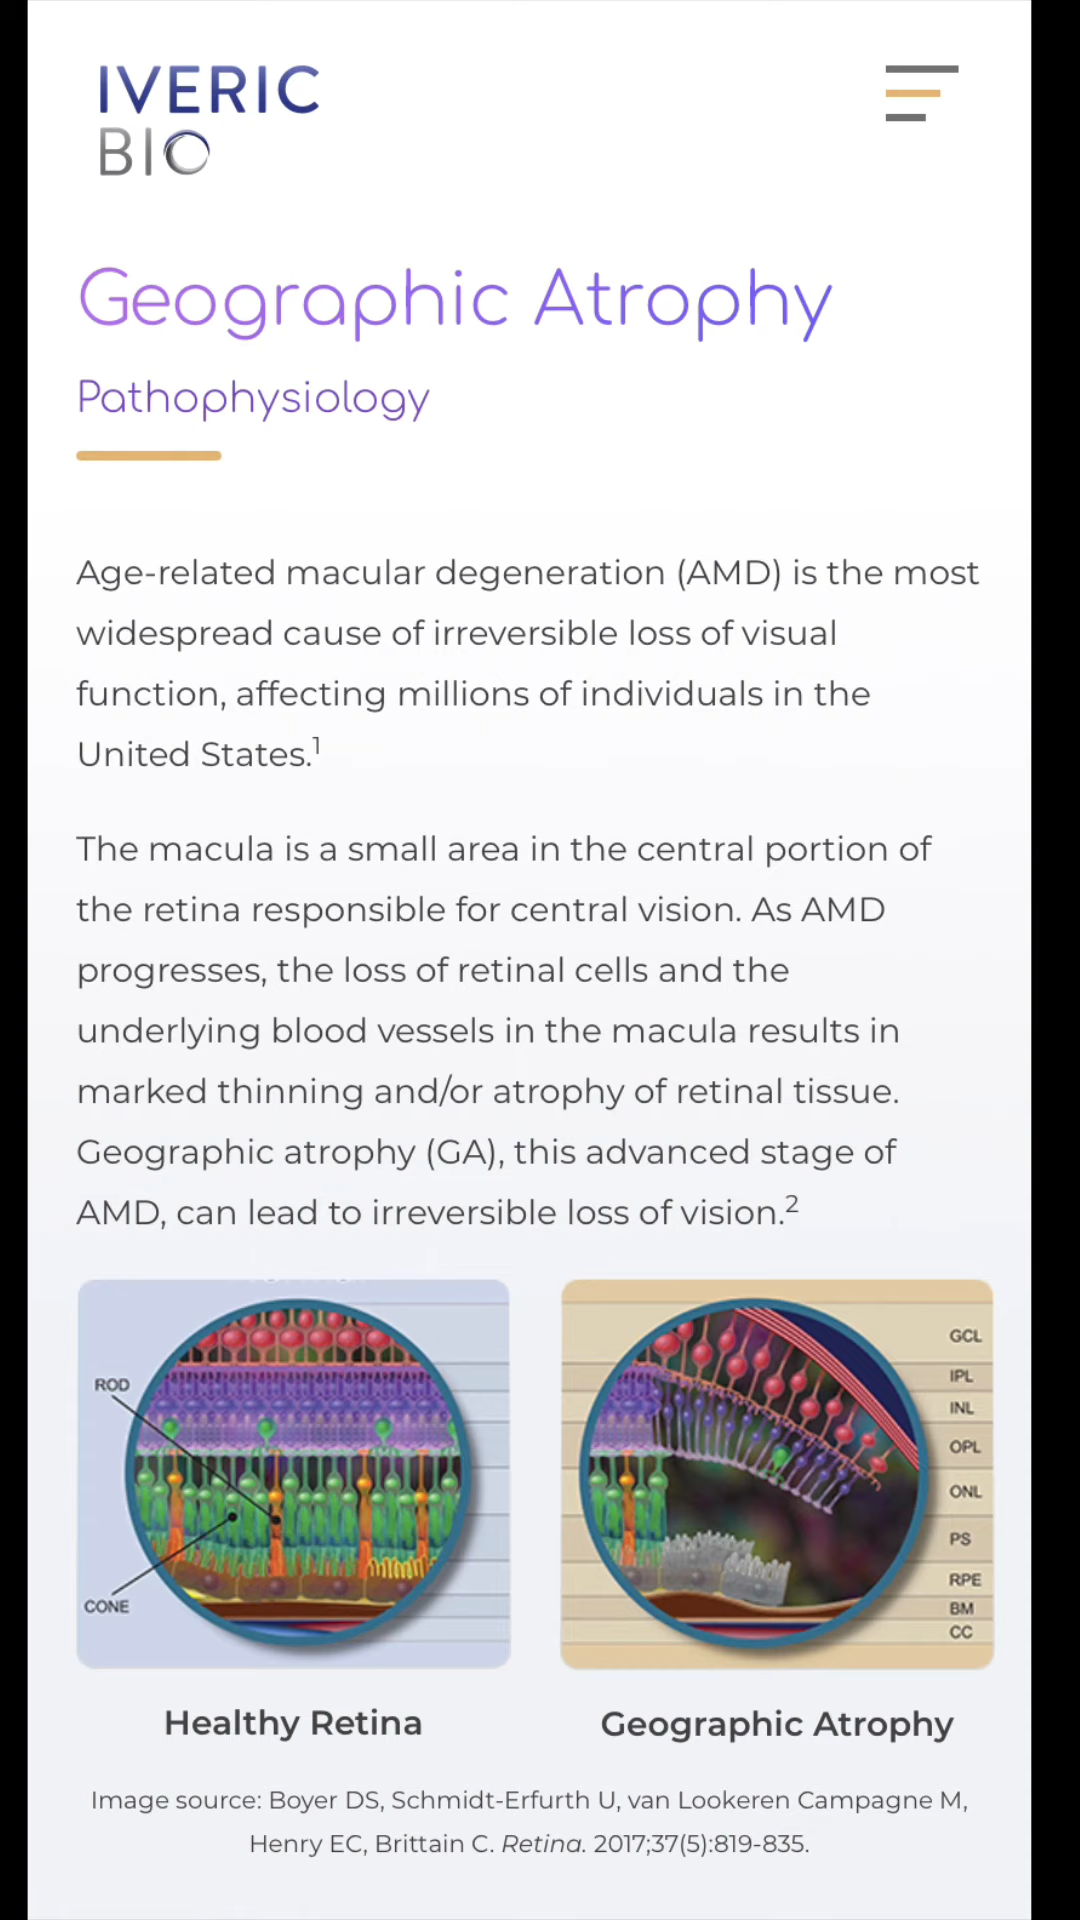 IVERIC
BIO
Geographic Atrophy
Pathophysiology
Age-related macular degeneration (AMD) is the most
widespread cause of irreversible loss of visual
function, affecting millions of individuals in the
United States.1
The macula is a small area in the central portion of
the retina responsible for central vision. As AMD
progresses, the loss of retinal cells and the
underlying blood vessels in the macula results in
marked thinning and/or atrophy of retinal tissue.
Geographic atrophy (GA), this advanced stage of
AMD, can lead to irreversible loss of vision.2
ROD
CONE
GCL
IPL
INL
OPL
ONL
PS
RPE
BM
CC
Healthy Retina
Geographic Atrophy
Image source: Boyer DS, Schmidt-Erfurth U, van Lookeren Campagne M,
Henry EC, Brittain C. Retina. 2017;37(5):819-835.